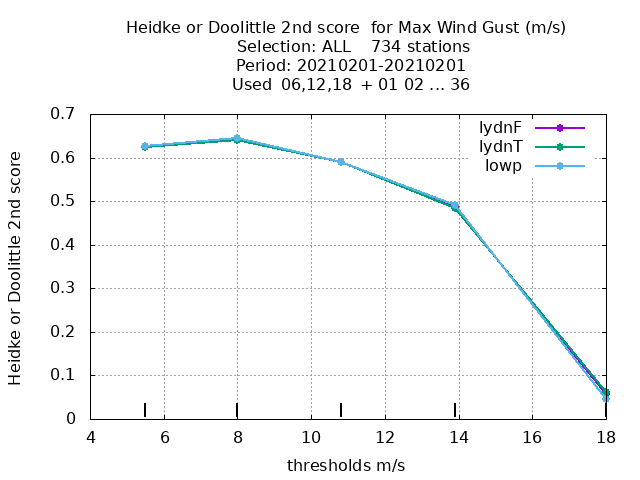 Heidke or Doolittle 2nd score for Max Wind Gust (m/s)
Selection: ALL 734 stations
Period: 20210201-20210201
Used 06,12,18 + 01 02 ... 36
Heidke or Doolittle 2nd score
0.7
0.6
0.5
0.4
0.3
0.2
0.1
0
lydnF
lydnT
lowp
4 6 8 10 12 14 16 18
thresholds m/s